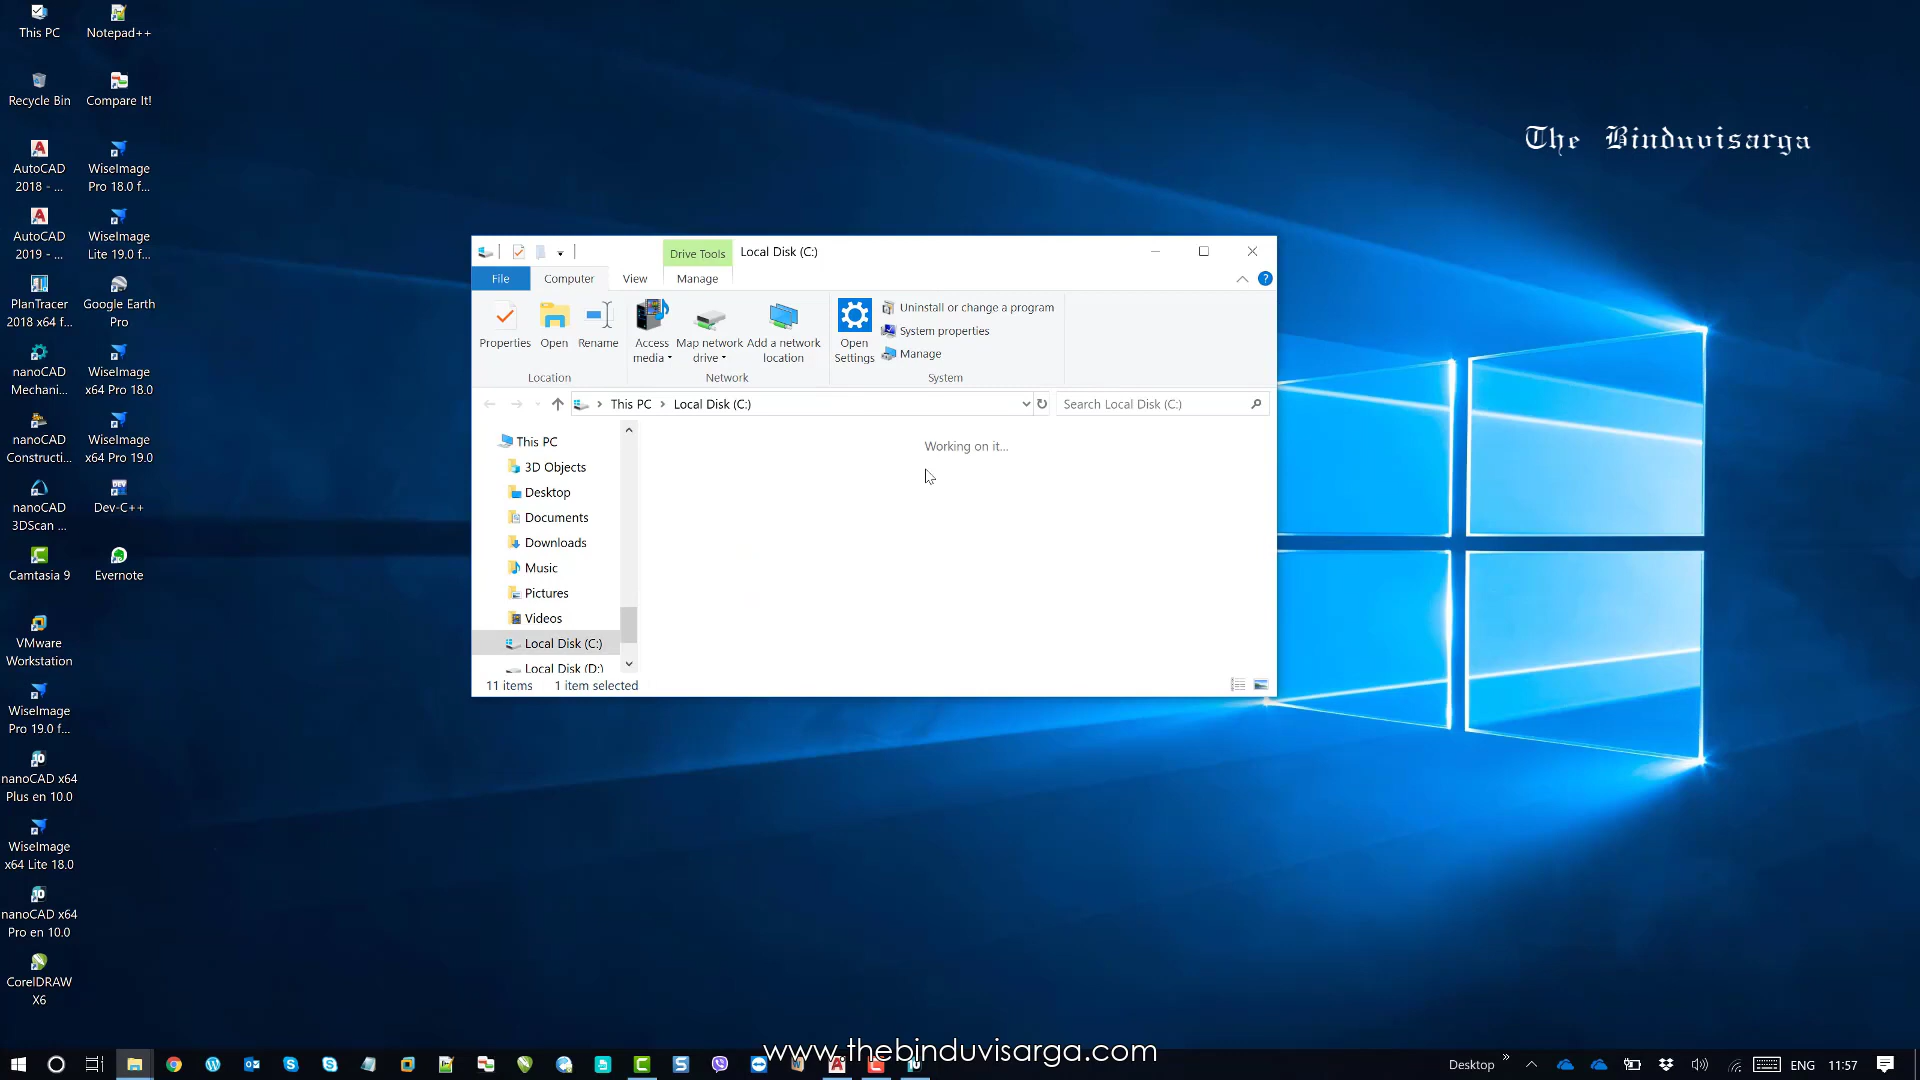 This PC
Notepad++
Recycle Bin
Compare It!
AutoCAD
2018 - ...
WiseImage
Pro 18.0 f...
AutoCAD
2019 - ...
WiseImage
Lite 19.0 f...
PlanTracer
2018 x64 f...
Google Earth
Pro
nanoCAD
Mechani...
WiseImage
x64 Pro 18.0
nanoCAD
Constructi...
WiseImage
x64 Pro 19.0
nanoCAD
3DScan ...
Dev-C++
Camtasia 9
Evernote
VMware
Workstation
WiseImage
Pro 19.0 f...
nanoCAD x64
Plus en 10.0
WiseImage
x64 Lite 18.0
nanoCAD x64
Pro en 10.0
CorelDRAW
X6
The Binduvisarga
Drive Tools
Local Disk (C:)
File
Computer
View
Manage
Properties
Open
Rename
Access
media
Map network
drive
Add a network
location
Open
Settings
Uninstall or change a program
System properties
Manage
Location
Network
System
This PC
Local Disk (C:)
Search Local Disk (C:)
This PC
3D Objects
Desktop
Documents
Downloads
Music
Pictures
Videos
Local Disk (C:)
Local Disk (D:)
Working on it...
11 items
1 item selected
www.thebinduvisarga.com
Desktop
ENG
11:57